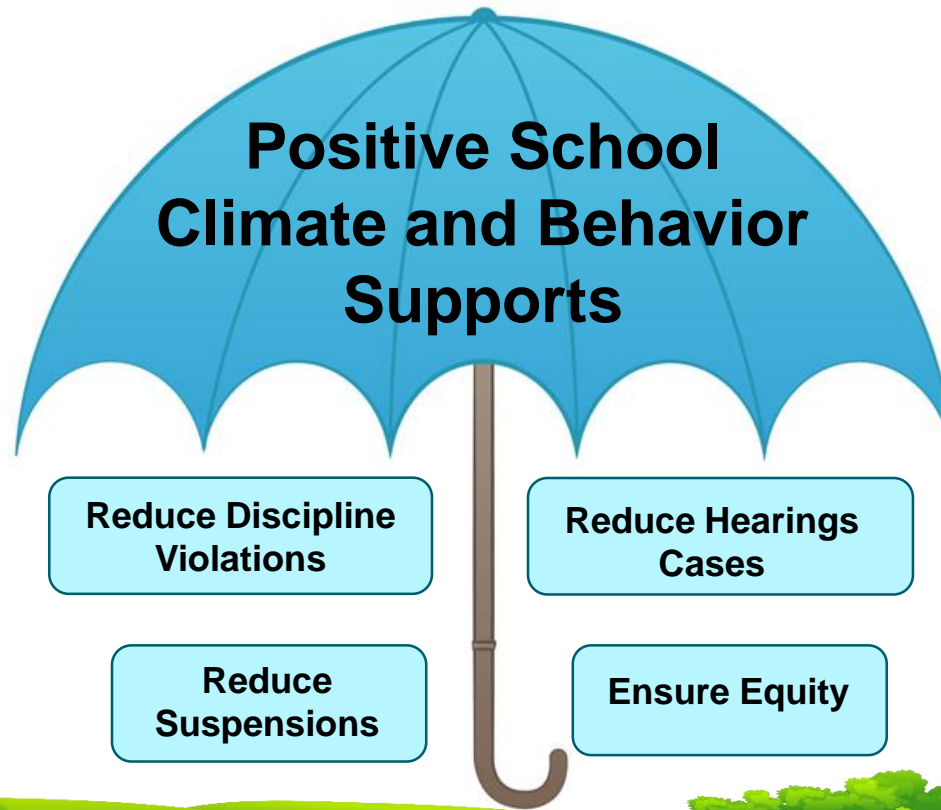 Positive School
Climate and Behavior
Supports
Reduce Discipline
Violations
Reduce Hearings
Cases
Reduce
Suspensions
Ensure Equity